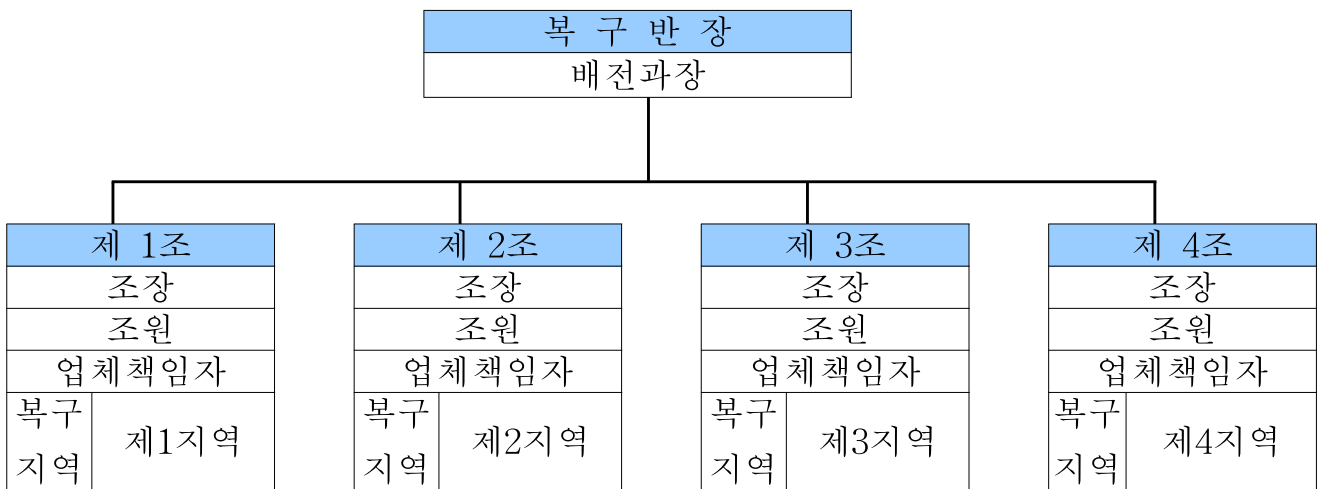 복 구 반 장
배전과장
제 1조
조장
조원
업체책임자
복구
지역
제1지역
제 2조
조장
조원
업체책임자
복구
지역
제2지역
제 3조
조장
조원
업체책임자
복구
지역
제3지역
제 4조
조장
조원
업체책임자
복구
지역
제4지역